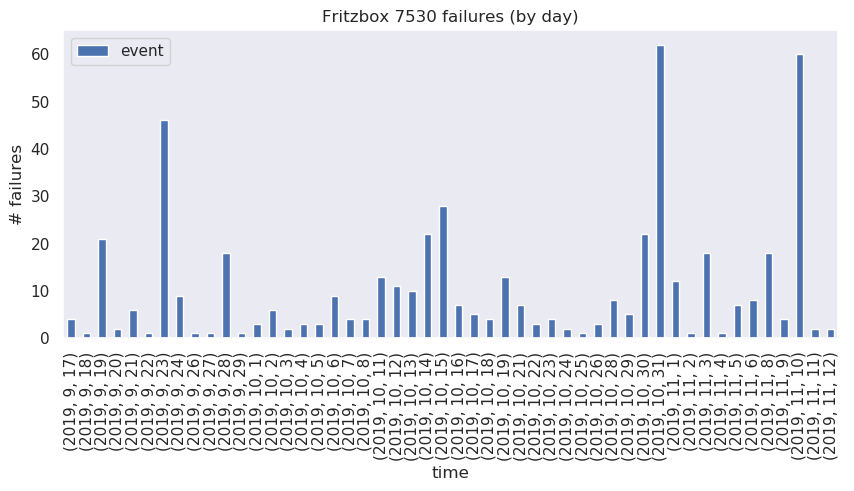 Fritzbox 7530 failures (by day)
event
# failures
60
50
40
30
20
10
0
(2019, 9, 17)
(2019, 9, 18)
(2019, 9, 19)
(2019, 9, 20)
(2019, 9, 21)
(2019, 9, 22)
(2019, 9, 23)
(2019, 9, 24)
(2019, 9, 26)
(2019, 9, 27)
(2019, 9, 28)
(2019, 9, 29)
(2019, 10, 1)
(2019, 10, 2)
(2019, 10, 3)
(2019, 10, 4)
(2019, 10, 5)
(2019, 10, 6)
(2019, 10, 7)
(2019, 10, 8)
(2019, 10, 11)
(2019, 10, 12)
(2019, 10, 13)
(2019, 10, 14)
(2019, 10, 15)
(2019, 10, 16)
(2019, 10, 17)
(2019, 10, 18)
(2019, 10, 19)
(2019, 10, 21)
(2019, 10, 22)
(2019, 10, 23)
(2019, 10, 24)
(2019, 10, 25)
(2019, 10, 26)
(2019, 10, 28)
(2019, 10, 29)
(2019, 10, 30)
(2019, 10, 31)
(2019, 11, 1)
(2019, 11, 2)
(2019, 11, 3)
(2019, 11, 4)
(2019, 11, 5)
(2019, 11, 6)
(2019, 11, 8)
(2019, 11, 9)
(2019, 11, 10)
(2019, 11, 11)
(2019, 11, 12)
time